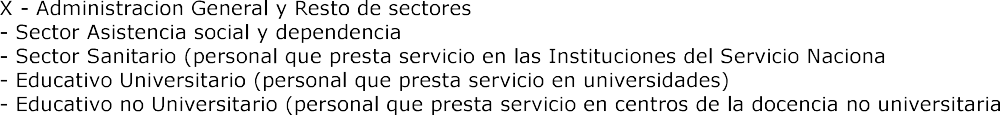 X - Administracion General y Resto de sectores
- Sector Asistencia social y dependencia
- Sector Sanitario (personal que presta servicio en las Instituciones del Servicio Naciona
- Educativo Universitario (personal que presta servicio en universidades)
- Educativo no Universitario (personal que presta servicio en centros de la docencia no universitaria